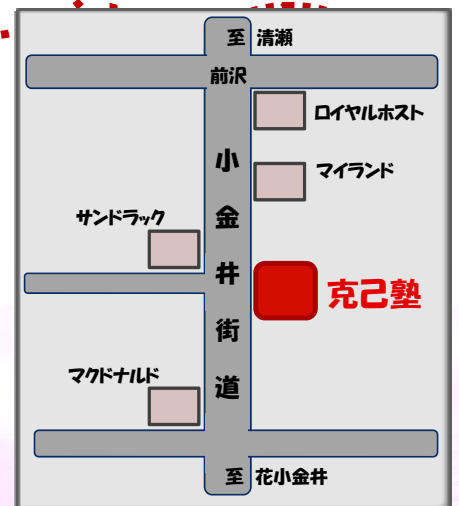 至 清瀬
前沢
ロイヤルホスト
マイランド
小金井街道
サンドラック
克己塾
マクドナルド
至 花小金井